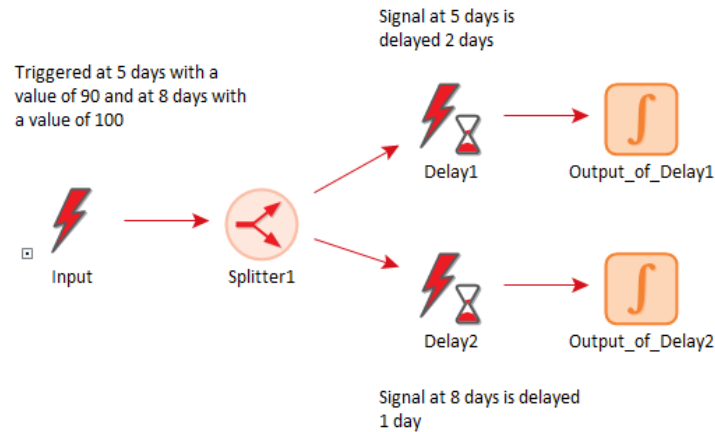 Signal at 5 days is
delayed 2 days
Triggered at 5 days with a
value of 90 and at 8 days with
a value of 100
Delay1
Output_of_Delay1
Input
Splitter1
Delay2
Output_of_Delay2
Signal at 8 days is delayed
1 day